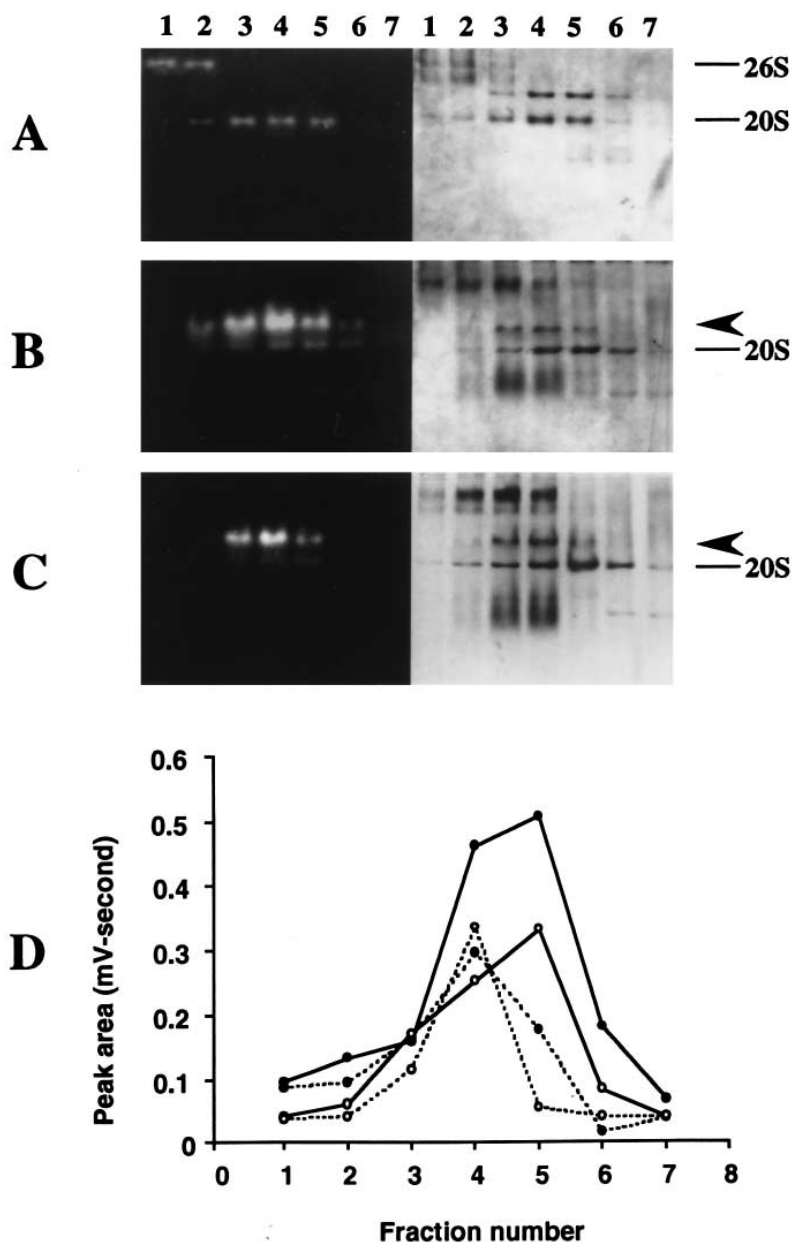 1 2 3 4 5 6 7 1 2 3 4 5 6 7
A
26S
20S
B
20S
C
20S
D
Peak area (mV-second)
0.6
0.5
0.4
0.3
0.2
0.1
0
0 1 2 3 4 5 6 7 8
Fraction number